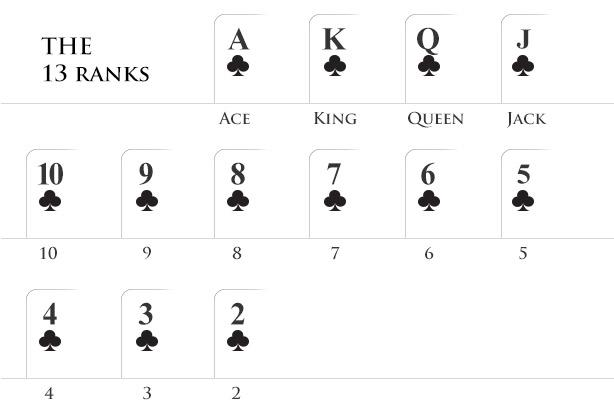 THE
13 RANKS
A K Q J
ACE KING QUEEN JACK
10 9 8 7 6 5
10 9 8 7 6 5
4 3 2
4 3 2